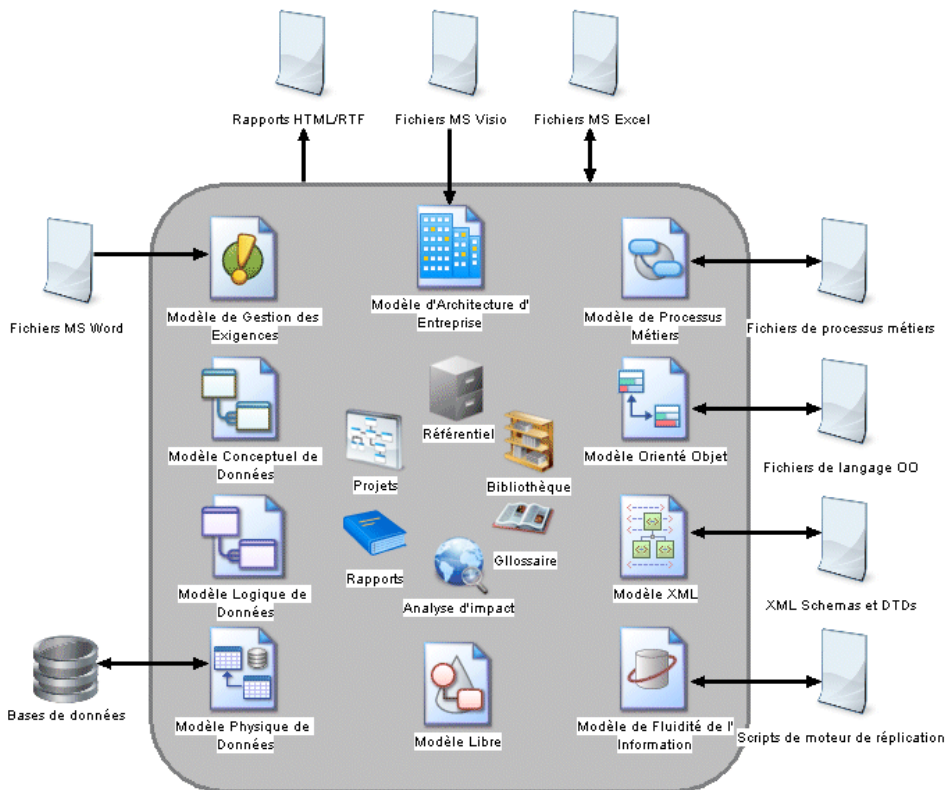 Rapports HTML/RTF
Fichiers MS Visio
Fichiers MS Excel
Fichiers MS Word
Modèle de Gestion des
Exigences
Modèle d'Architecture d'
Entreprise
Modèle de Processus
Métiers
Fichiers de processus métiers
Modèle Conceptuel de
Données
Projets
Référentiel
Bibliothèque
Modèle Orienté Objet
Fichiers de langage OO
Modèle Logique de
Données
Rapports
Analyse d'impact
Gllossaire
Modèle XML
XML Schemas et DTDs
Bases de données
Modèle Physique de
Données
Modèle Libre
Modèle de Fluidité de l'
Information
Scripts de moteur de réplication